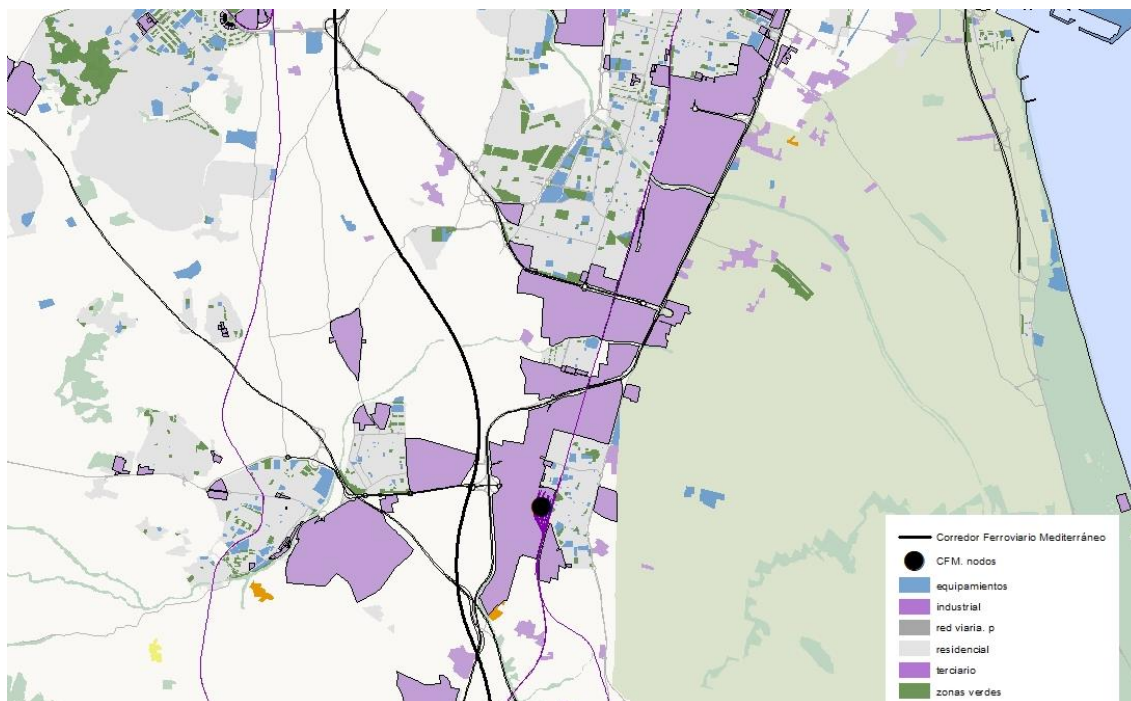 Corredor Ferroviario Mediterráneo
CFM. nodos
equipamientos
industrial
red viaria. p
residencial
terciario
zonas verdes